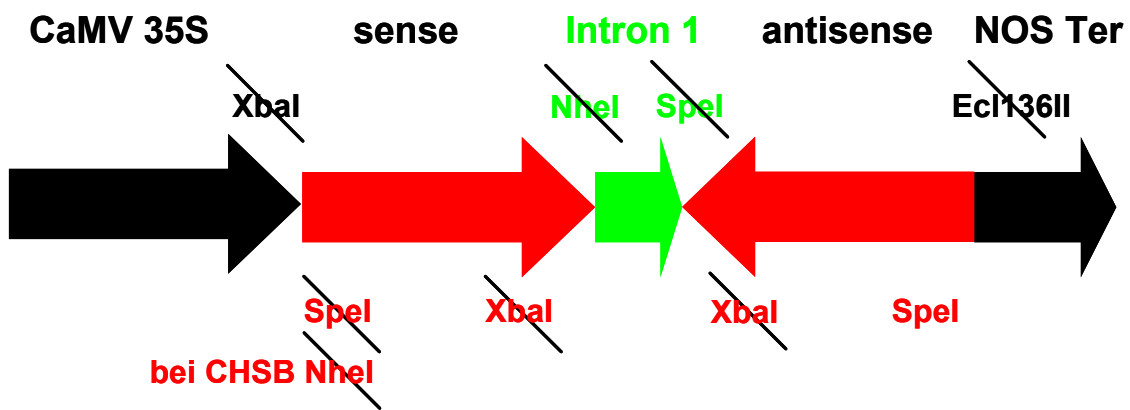 CaMV 35S sense Intron 1 antisense NOS Ter
XbaI NheI SpeI Ecl136II
SpeI XbaI XbaI SpeI
bei CHSB NheI